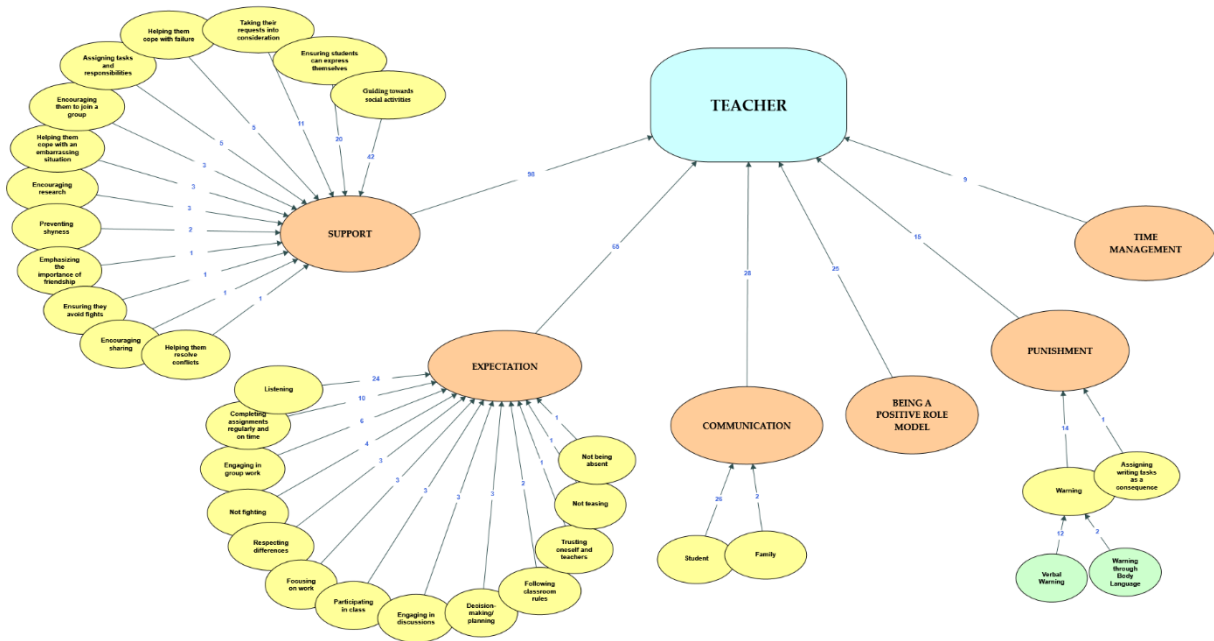 TEACHER
SUPPORT
98
Guiding towards
social activities
42
Ensuring students
can express
themselves
20
Taking their
requests into
consideration
11
Helping them
cope with failure
5
Assigning tasks
and
responsibilities
5
Encouraging
them to join a
group
3
Helping them
cope with an
embarrassing
situation
3
Encouraging
research
3
Preventing
shyness
2
Emphasizing
the
importance of
friendship
1
Ensuring they
avoid fights
1
Encouraging
sharing
1
Helping them
resolve
conflicts
1
EXPECTATION
65
Listening
24
Completing
assignments
regularly and
on time
10
Engaging in
group work
6
Not fighting
4
Respecting
differences
3
Focusing
on work
3
Participating
in class
3
Engaging in
discussions
3
Decision-
making/
planning
3
Following
classroom
rules
2
Trusting
oneself and
teachers
1
Not teasing
1
Not being
absent
1
COMMUNICATION
28
Student
26
Family
2
BEING A
POSITIVE ROLE
MODEL
25
PUNISHMENT
15
Warning
14
Assigning
writing tasks
as a
consequence
1
Verbal
Warning
12
Warning
through
Body
Language
2
TIME
MANAGEMENT
9